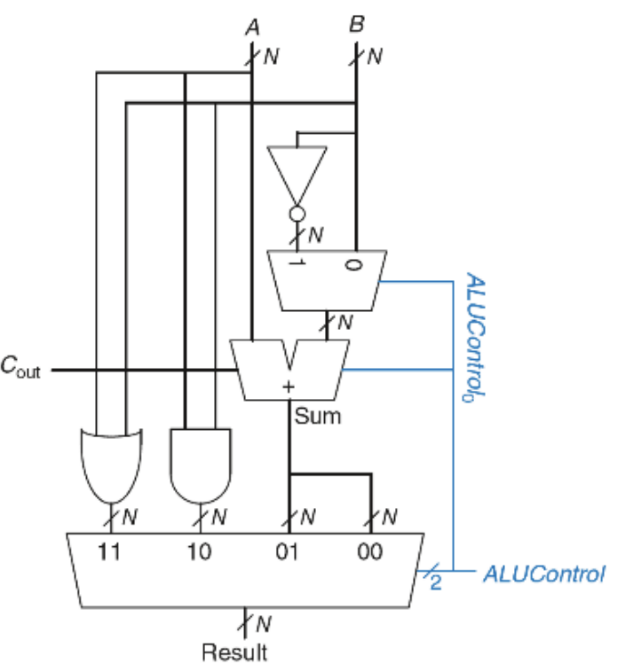 A
B
N
N
N
1
0
N
ALUControl0
Cout
+
Sum
N
N
N
N
11
10
01
00
2
ALUControl
N
Result